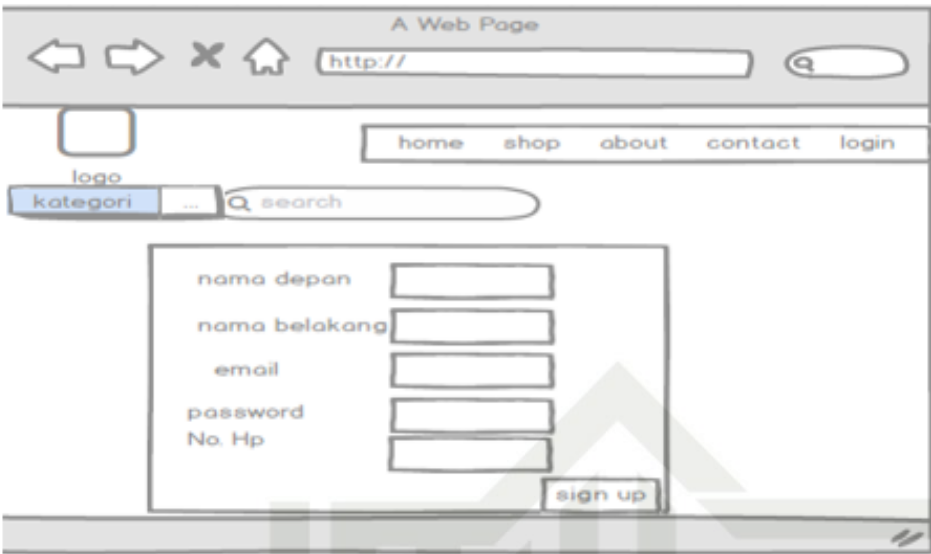 A Web Page
http://
home shop about contact login
logo
kategori ... search
nama depan
nama belakang
email
password
No. Hp
sign up